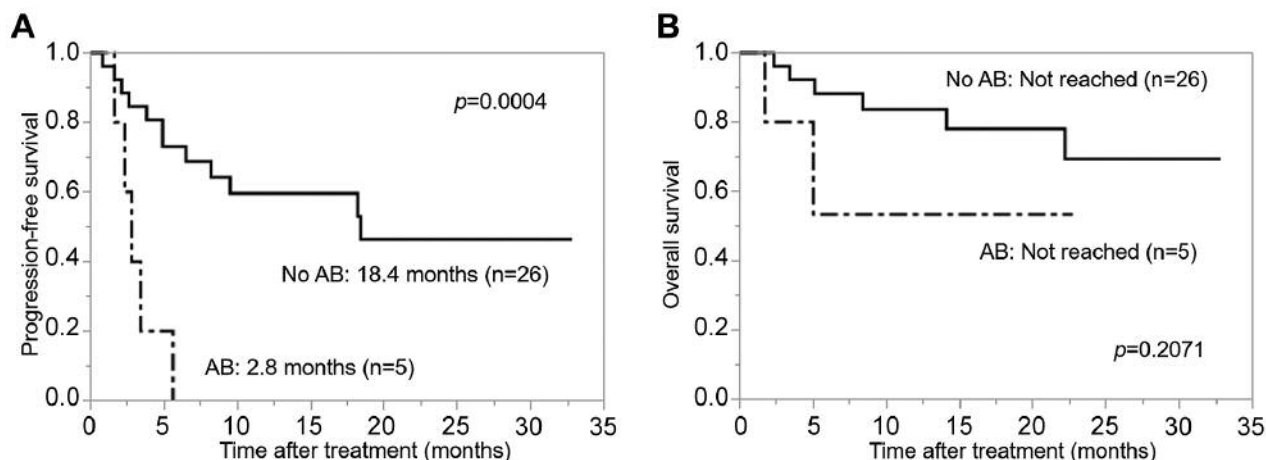 A
Progression-free survival
1.0
0.8
0.6
0.4
0.2
0.0
p=0.0004
No AB: 18.4 months (n=26)
AB: 2.8 months (n=5)
0 5 10 15 20 25 30 35
Time after treatment (months)
B
Overall survival
1.0
0.8
0.6
0.4
0.2
0.0
No AB: Not reached (n=26)
AB: Not reached (n=5)
p=0.2071
0 5 10 15 20 25 30 35
Time after treatment (months)